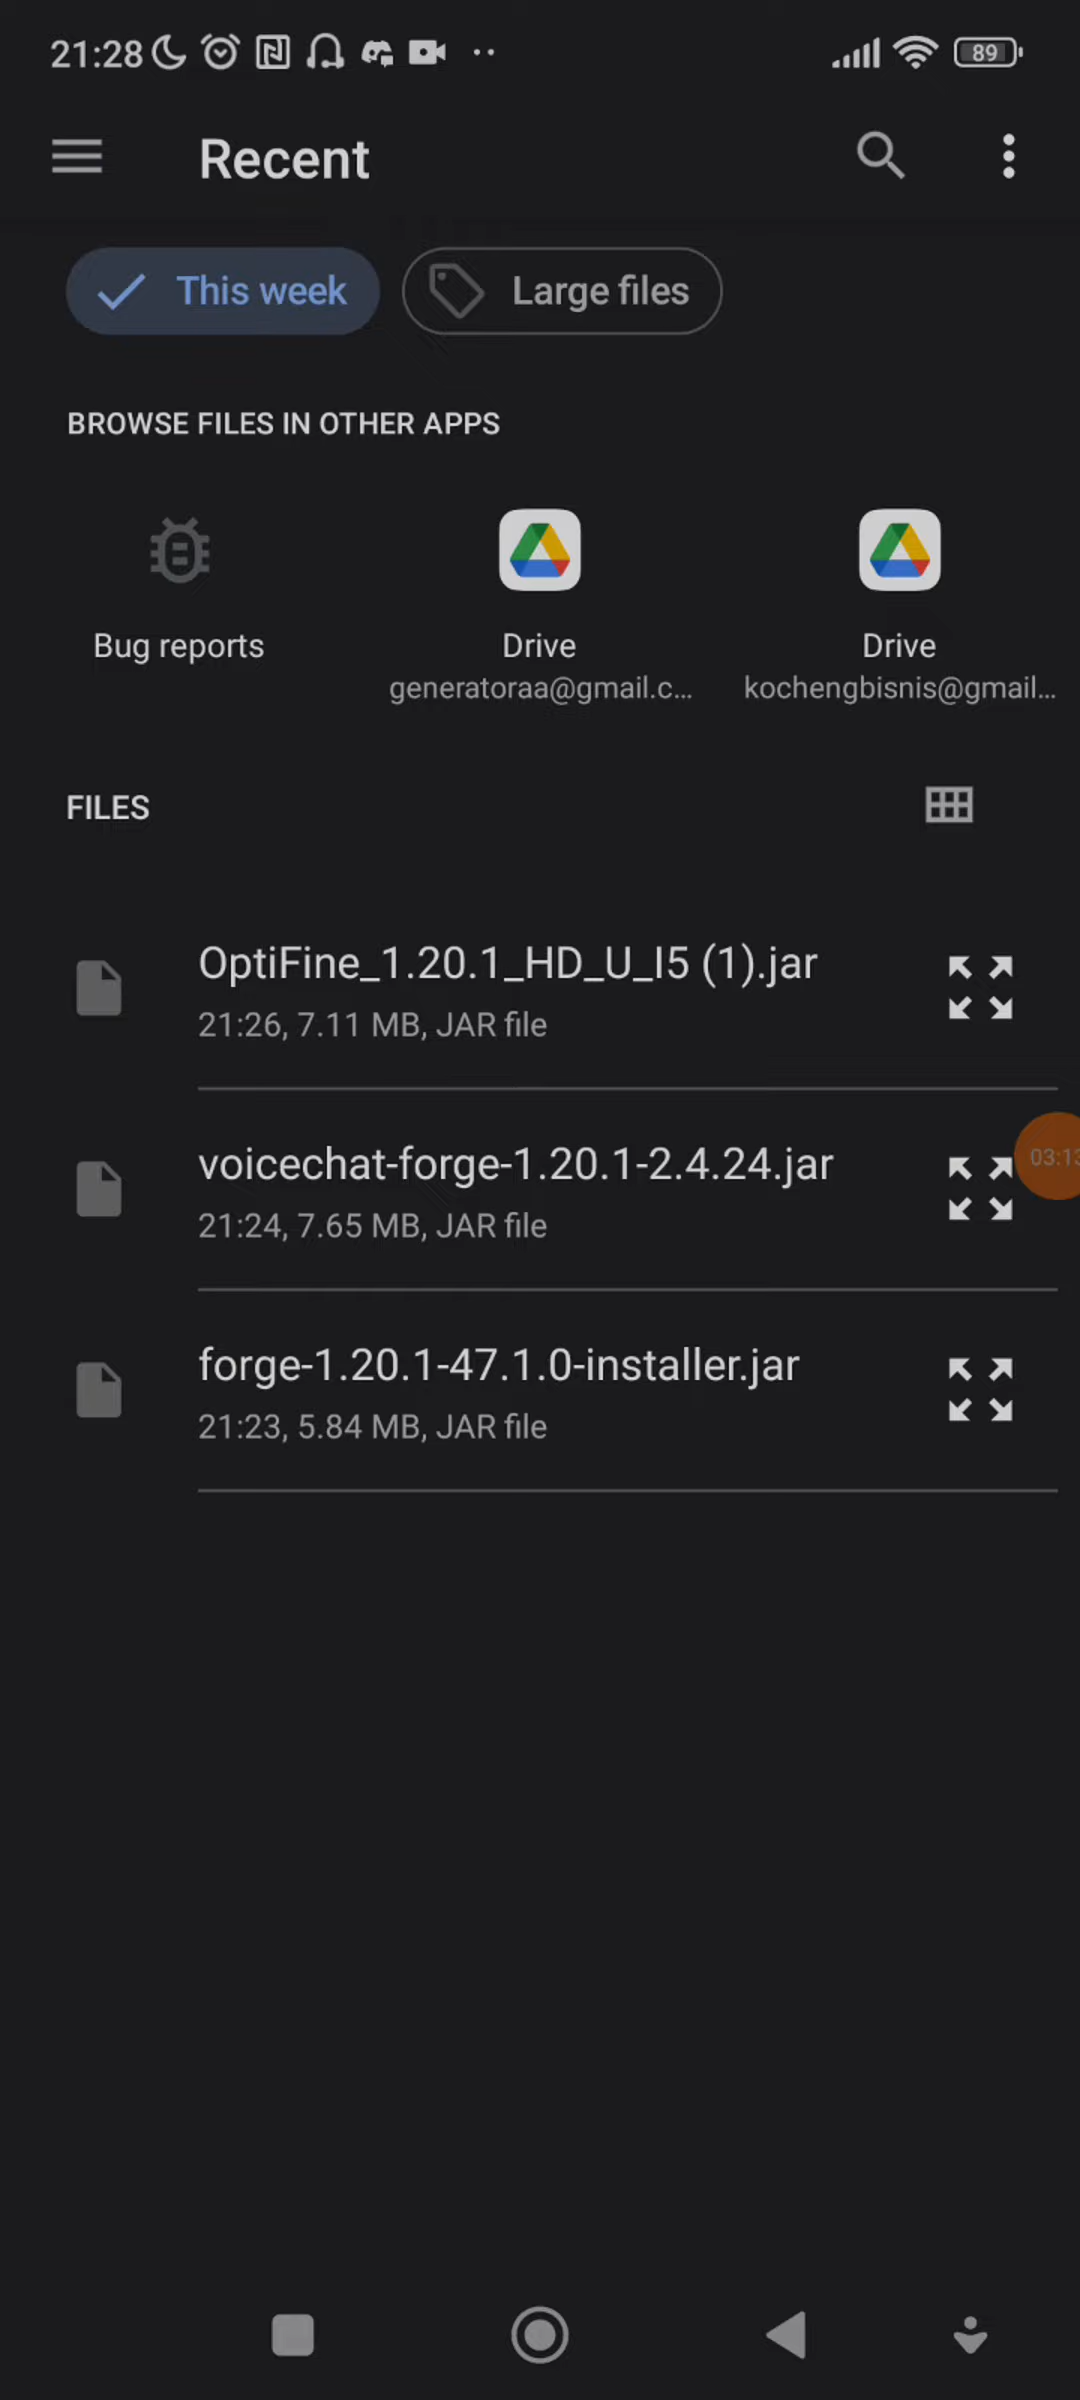 21:28
89
Recent
This week
Large files
BROWSE FILES IN OTHER APPS
Bug reports
Drive
generatoraa@gmail.c...
Drive
kochengbisnis@gmail...
FILES
OptiFine_1.20.1_HD_U_I5 (1).jar
21:26, 7.11 MB, JAR file
voicechat-forge-1.20.1-2.4.24.jar
03:13
21:24, 7.65 MB, JAR file
forge-1.20.1-47.1.0-installer.jar
21:23, 5.84 MB, JAR file